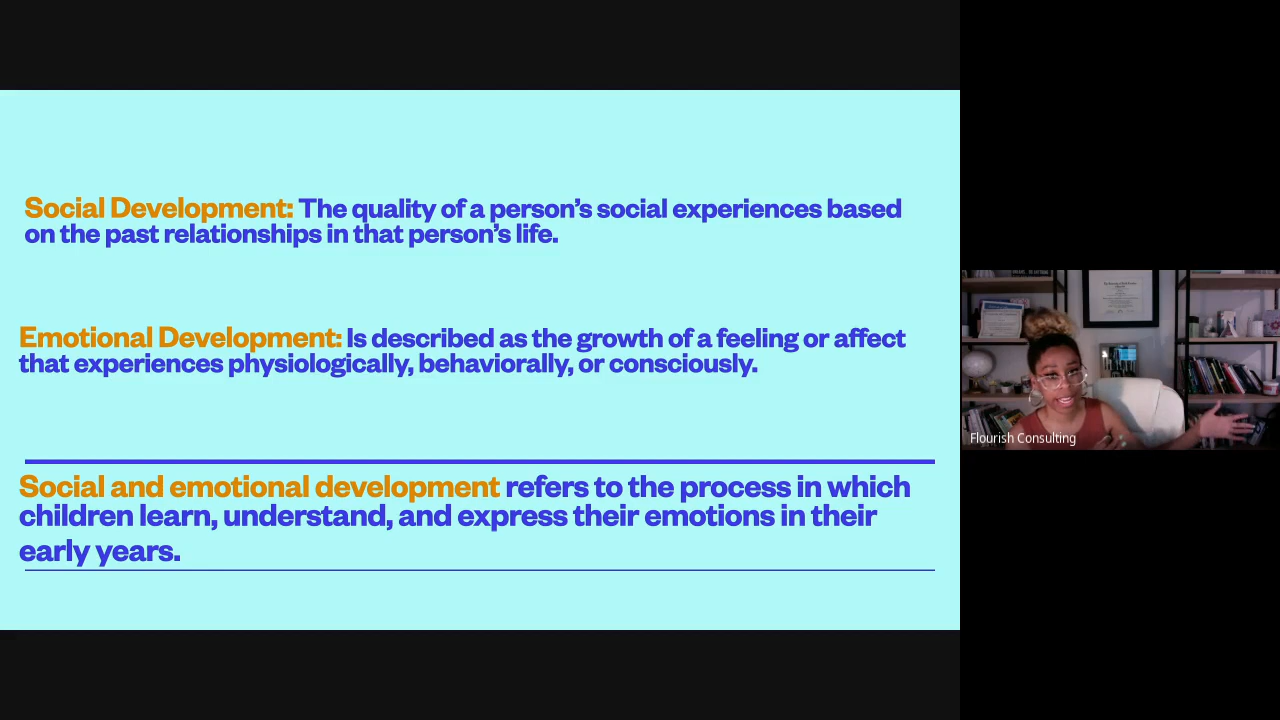 Social Development: The quality of a person's social experiences based
on the past relationships in that person's life.
Emotional Development: Is described as the growth of a feeling or affect
that experiences physiologically, behaviorally, or consciously.
Social and emotional development refers to the process in which
children learn, understand, and express their emotions in their
early years.
Flourish Consulting